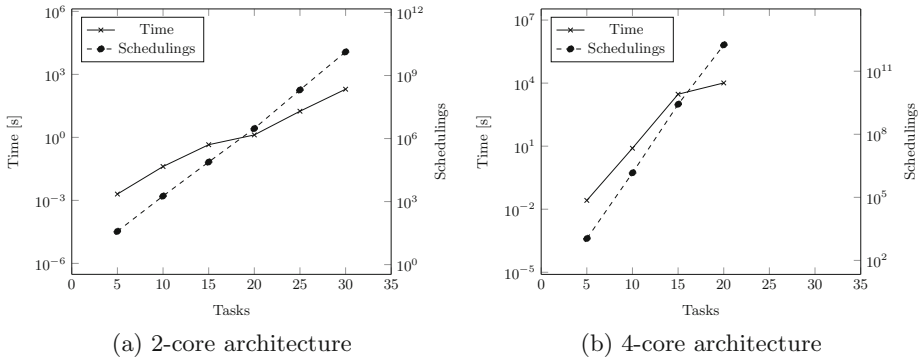 Time
Schedulings
10^6
10^3
10^0
10^−3
10^−6
Time [s]
10^12
10^9
10^6
10^3
10^0
Schedulings
0 5 10 15 20 25 30 35
Tasks
(a) 2-core architecture
Time
Schedulings
10^7
10^4
10^1
10^−2
10^−5
Time [s]
10^11
10^8
10^5
10^2
Schedulings
0 5 10 15 20 25 30 35
Tasks
(b) 4-core architecture